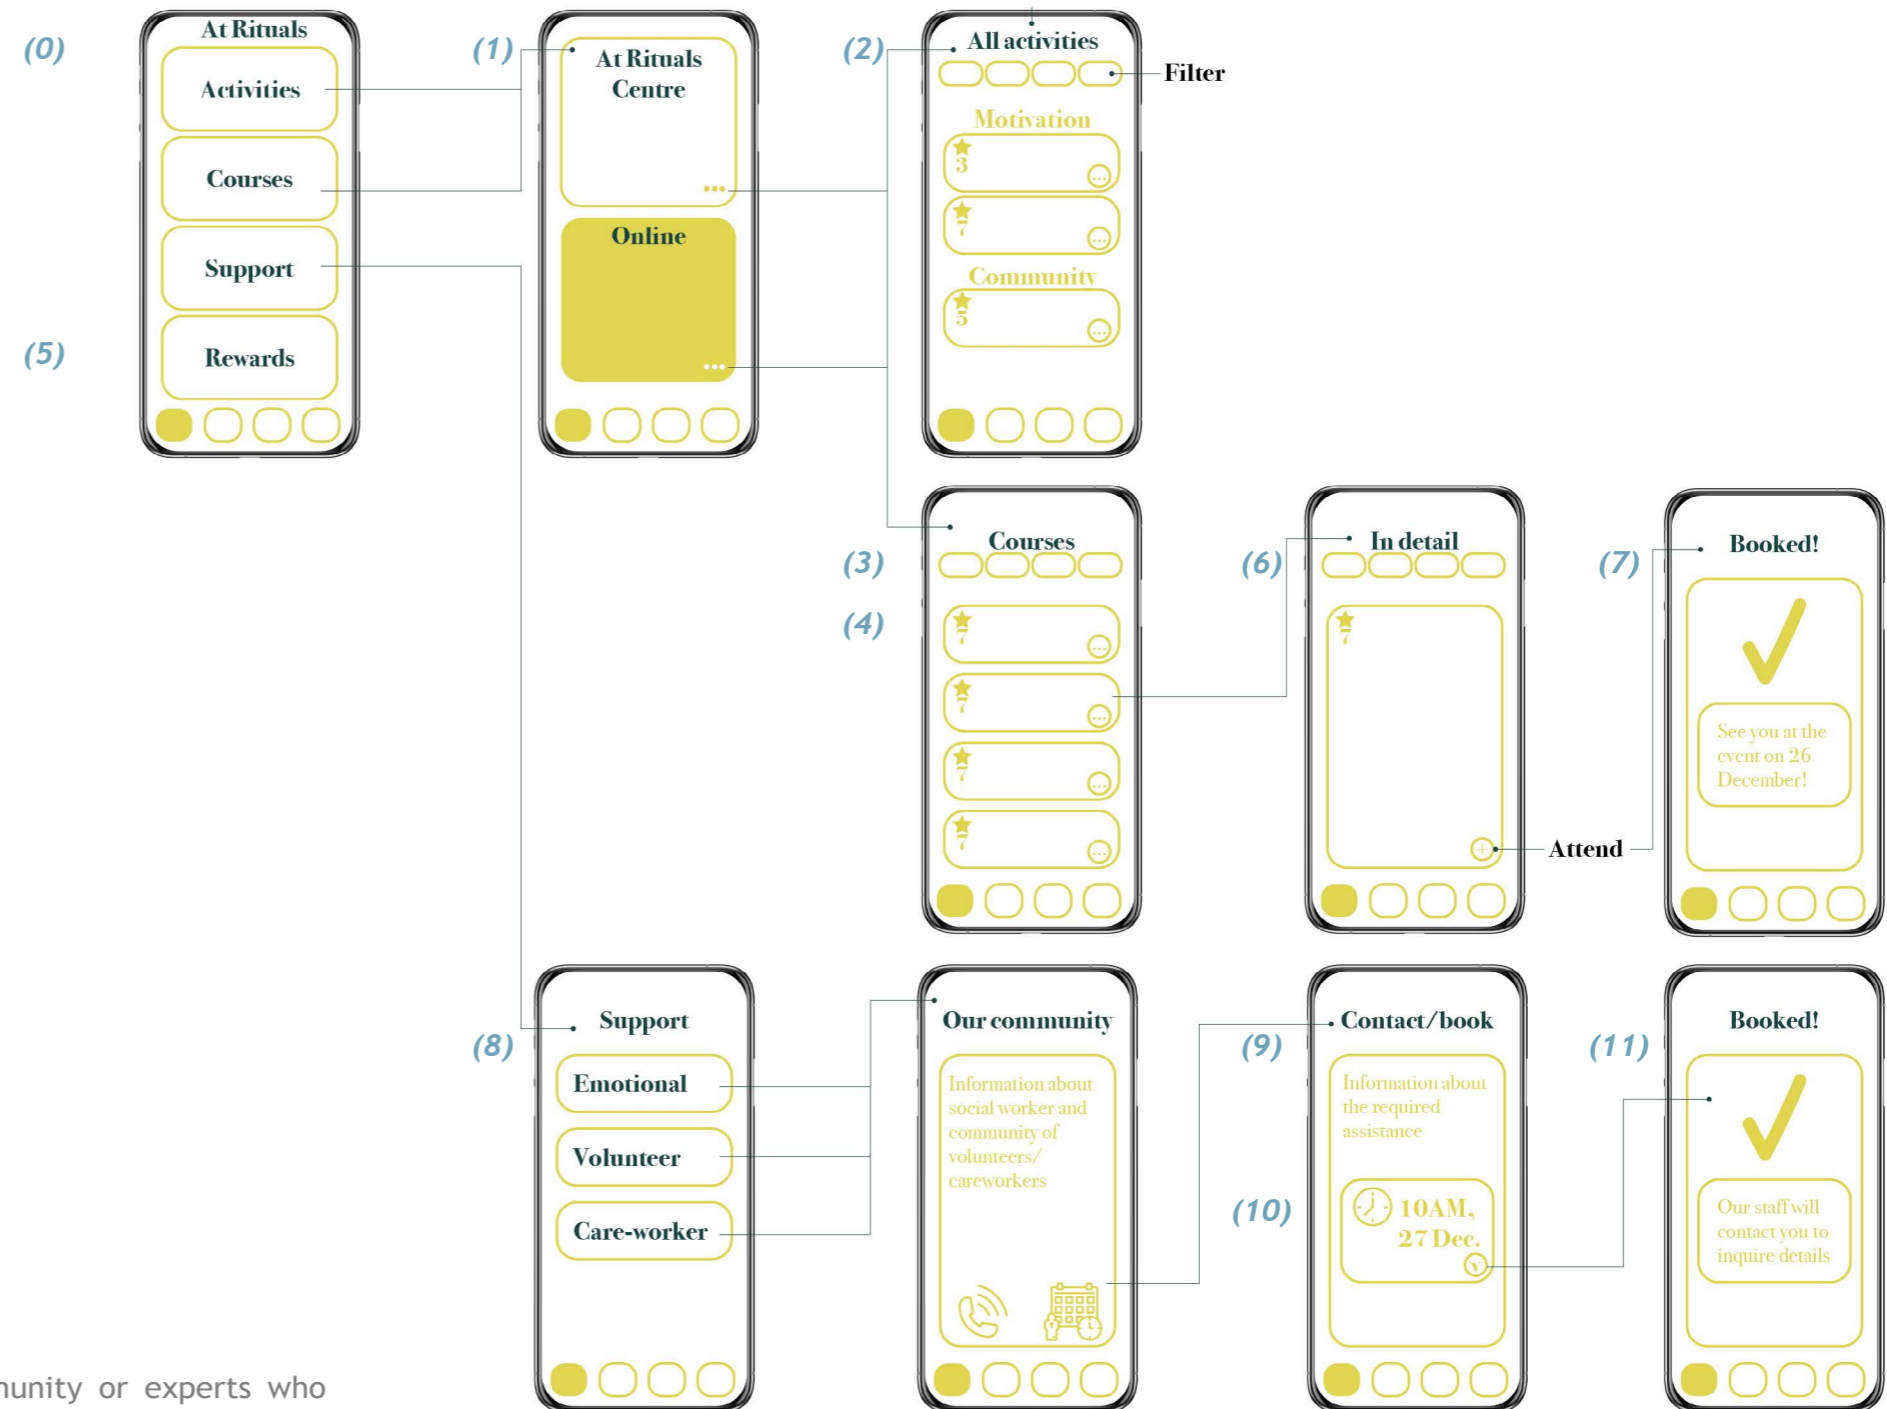 (0)
At Rituals
Activities
Courses
Support
(5)
Rewards
(1)
At Rituals
Centre
Online
(2)
All activities
Filter
Motivation
3
7
Community
5
Courses
(3)
(4)
7
7
7
7
(6)
In detail
7
Attend
(7)
Booked!
See you at the
event on 26
December!
(8)
Support
Emotional
Volunteer
Care-worker
Our community
Information about
social worker and
community of
volunteers/
careworkers
Contact/book
(9)
Information about
the required
assistance
(10)
10AM,
27 Dec.
v
(11)
Booked!
Our staff will
contact you to
inquire details
munity or experts who